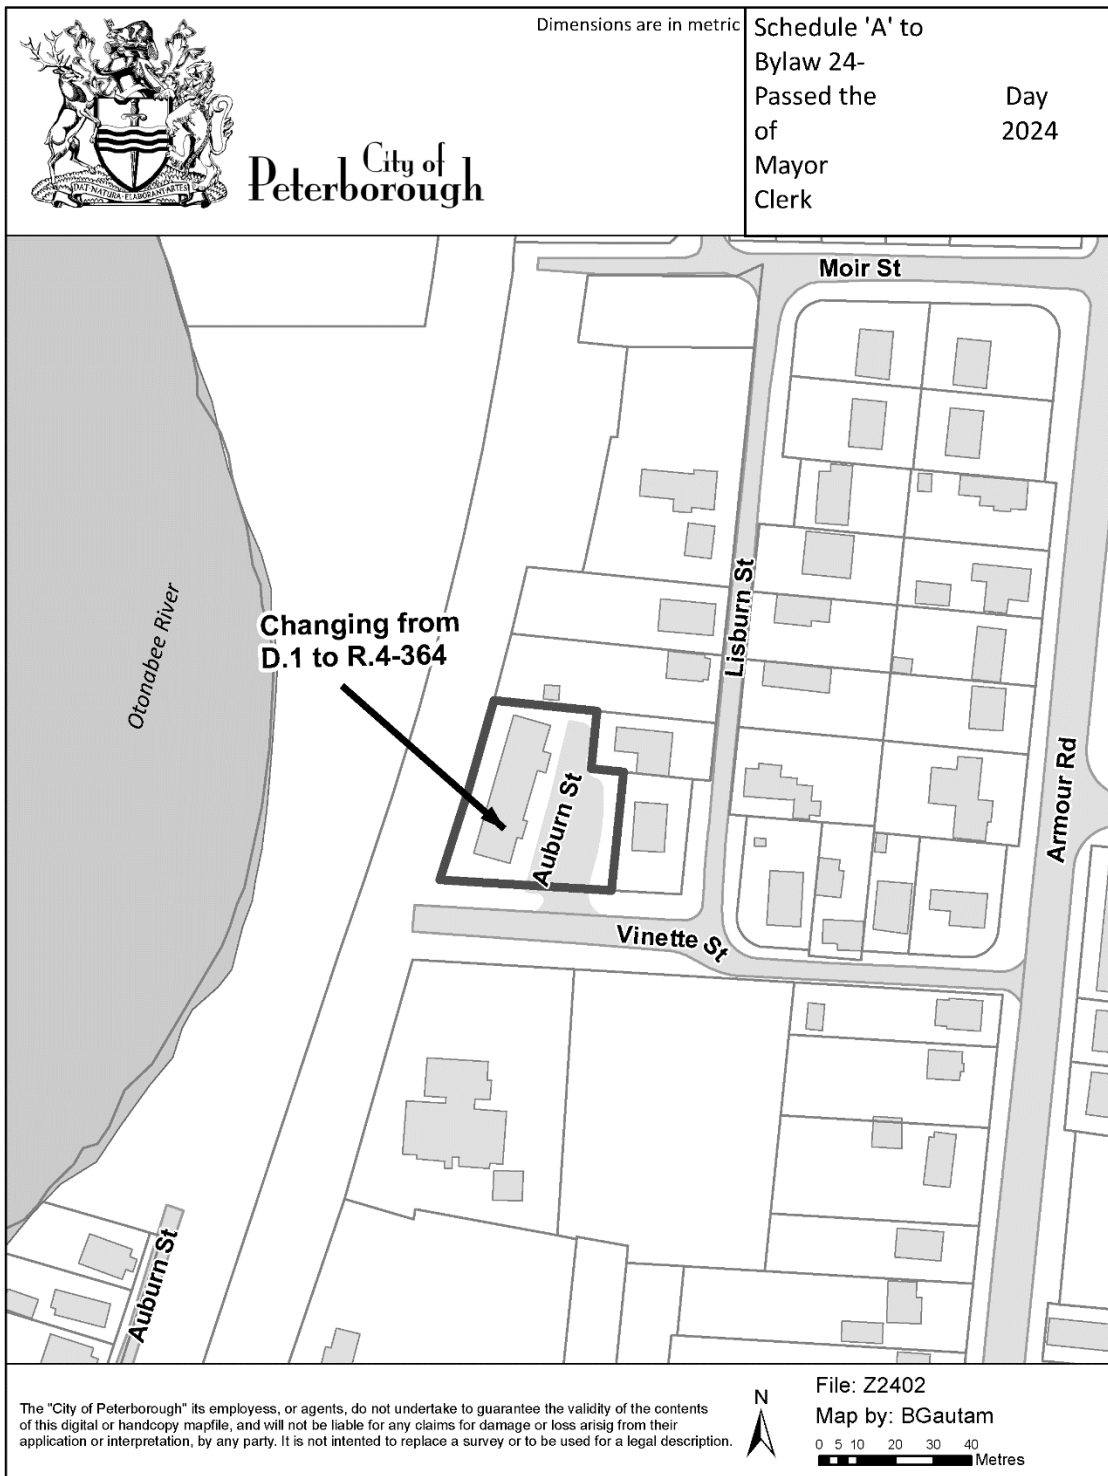 Dimensions are in metric
Schedule 'A' to
Bylaw 24-
Passed the Day
of 2024
Mayor
Clerk
DAT NATURA - ELABORANT ARTES
City of
Peterborough
Moir St
Lisburn St
Otonabee River
Changing from
D.1 to R.4-364
Auburn St
Armour Rd
Vinette St
Auburn St
The "City of Peterborough" its employess, or agents, do not undertake to guarantee the validity of the contents
of this digital or handcopy mapfile, and will not be liable for any claims for damage or loss arisig from their
application or interpretation, by any party. It is not intended to replace a survey or to be used for a legal description.
N
File: Z2402
Map by: BGautam
0 5 10 20 30 40
Metres